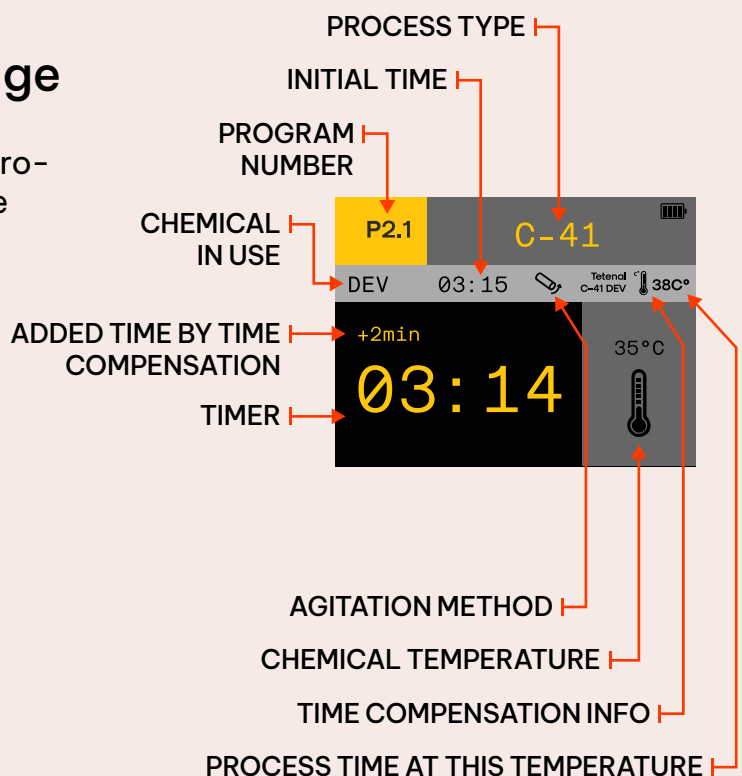 PROCESS TYPE
ge
INITIAL TIME
PROGRAM
NUMBER
ro-
e
CHEMICAL
IN USE
P2.1
C-41
DEV
03:15
Tetenal
C-41 DEV
c°
38C°
ADDED TIME BY TIME
COMPENSATION
+2min
35°C
03:14
TIMER
AGITATION METHOD
CHEMICAL TEMPERATURE
TIME COMPENSATION INFO
PROCESS TIME AT THIS TEMPERATURE